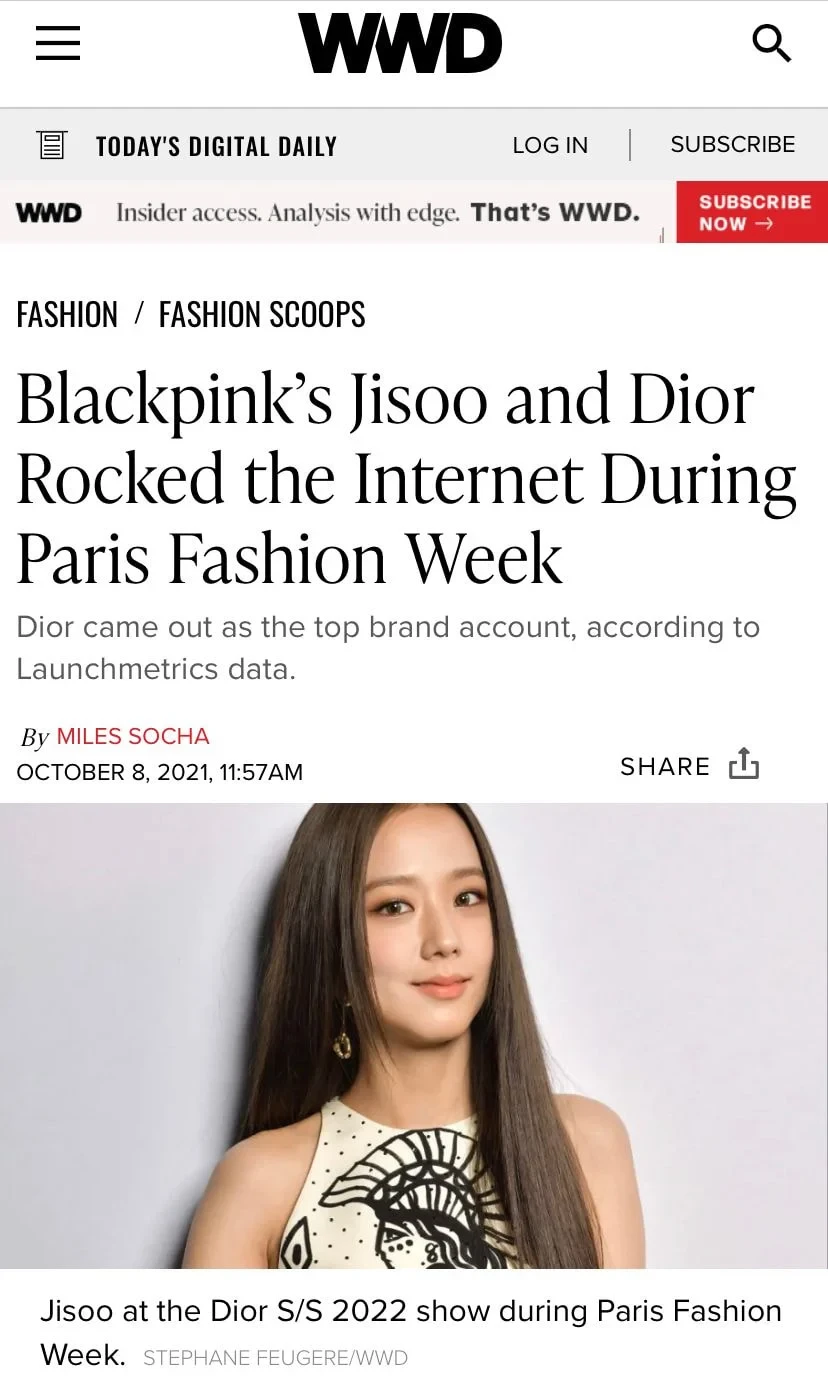 WWD
TODAY'S DIGITAL DAILY
LOG IN
SUBSCRIBE
WWD
Insider access. Analysis with edge. That's WWD.
SUBSCRIBE
NOW →
FASHION / FASHION SCOOPS
Blackpink’s Jisoo and Dior
Rocked the Internet During
Paris Fashion Week
Dior came out as the top brand account, according to
Launchmetrics data.
By MILES SOCHA
OCTOBER 8, 2021, 11:57AM
SHARE
Jisoo at the Dior S/S 2022 show during Paris Fashion
Week. STEPHANE FEUGERE/WWD